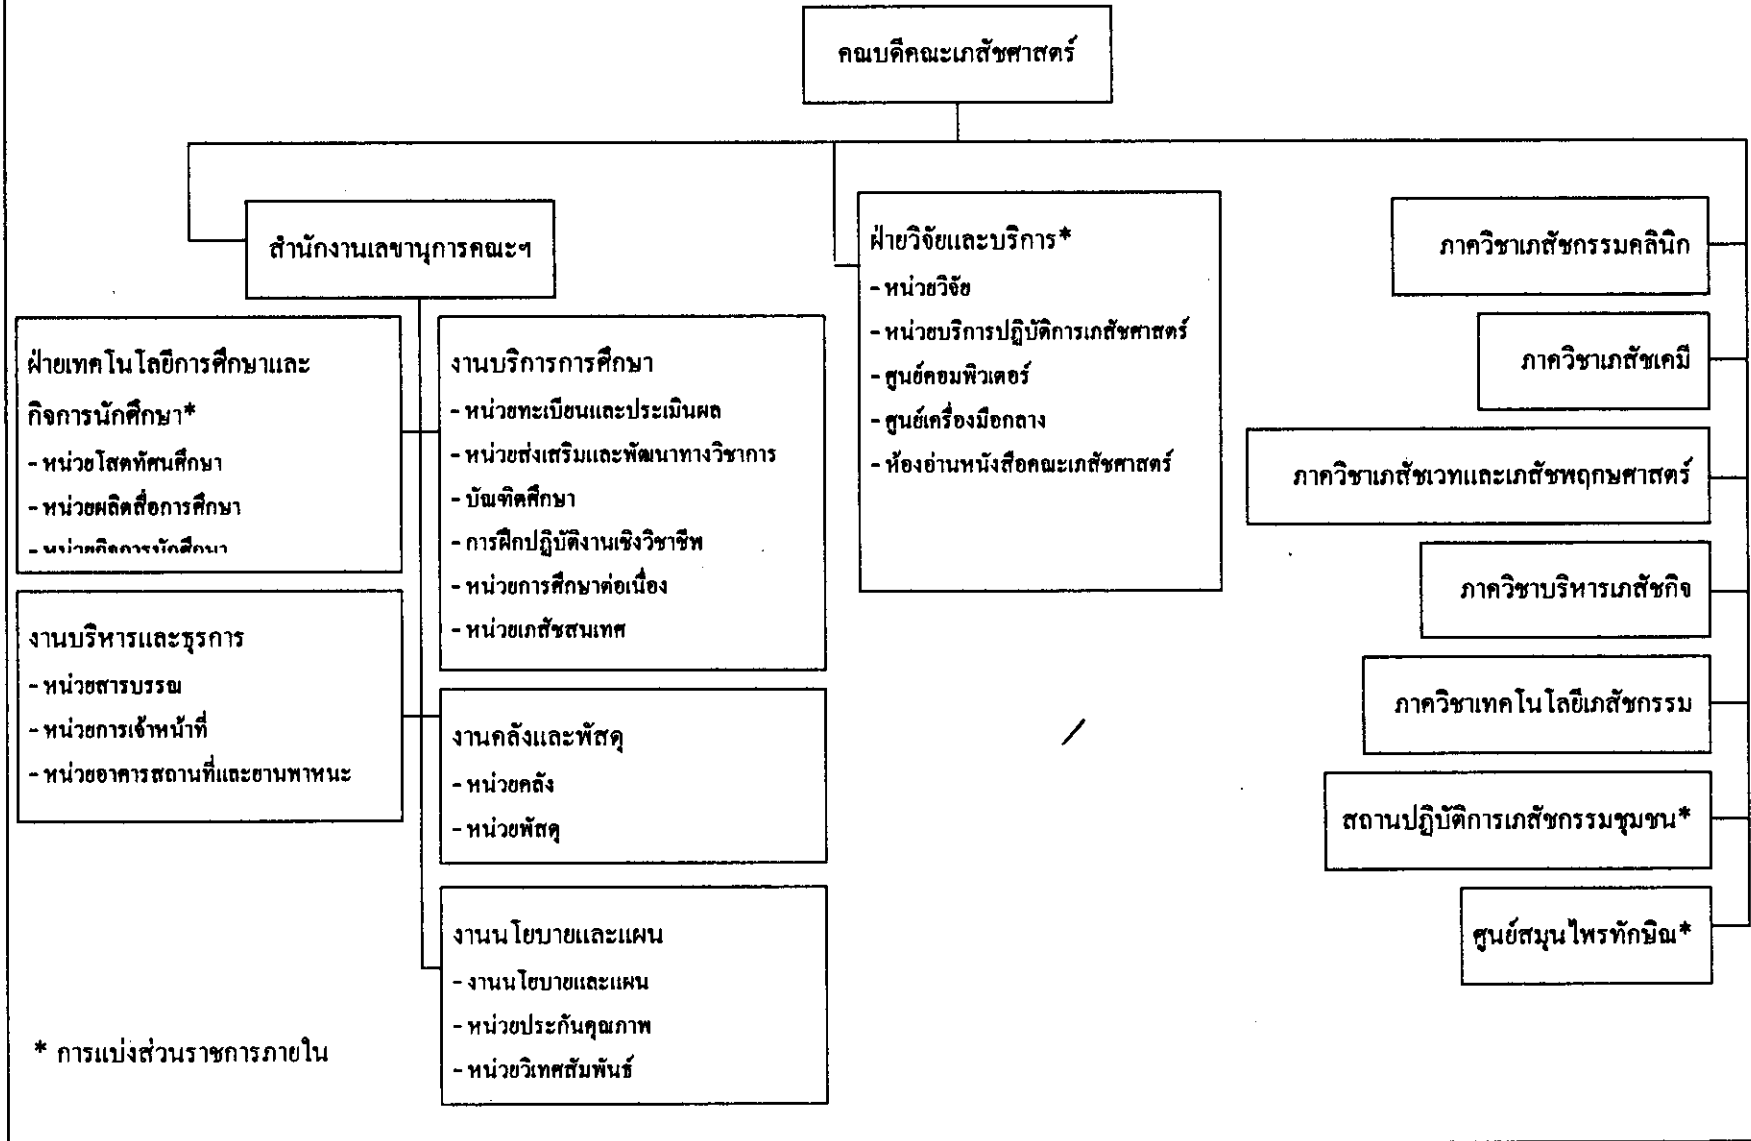 คณบดีคณะเภสัชศาสตร์
สำนักงานเลขานุการคณะฯ
ฝ่ายเทคโนโลยีการศึกษาและ
กิจการนักศึกษา*
- หน่วยโสตทัศนศึกษา
- หน่วยผลิตสื่อการศึกษา
- หน่วยกิจการนักศึกษา
งานบริหารและธุรการ
- หน่วยสารบรรณ
- หน่วยการเจ้าหน้าที่
- หน่วยอาคารสถานที่และยานพาหนะ
งานบริการการศึกษา
- หน่วยทะเบียนและประเมินผล
- หน่วยส่งเสริมและพัฒนาทางวิชาการ
- บัณฑิตศึกษา
- การฝึกปฏิบัติงานเชิงวิชาชีพ
- หน่วยการศึกษาต่อเนื่อง
- หน่วยเภสัชสนเทศ
งานคลังและพัสดุ
- หน่วยคลัง
- หน่วยพัสดุ
งานนโยบายและแผน
- งานนโยบายและแผน
- หน่วยประกันคุณภาพ
- หน่วยวิเทศสัมพันธ์
ฝ่ายวิจัยและบริการ*
- หน่วยวิจัย
- หน่วยบริการปฏิบัติการเภสัชศาสตร์
- ศูนย์คอมพิวเตอร์
- ศูนย์เครื่องมือกลาง
- ห้องอ่านหนังสือคณะเภสัชศาสตร์
ภาควิชาเภสัชกรรมคลินิก
ภาควิชาเภสัชเคมี
ภาควิชาเภสัชเวทและเภสัชพฤกษศาสตร์
ภาควิชาบริหารเภสัชกิจ
ภาควิชาเทคโนโลยีเภสัชกรรม
สถานปฏิบัติการเภสัชกรรมชุมชน*
ศูนย์สมุนไพรทักษิณ*
* การแบ่งส่วนราชการภายใน